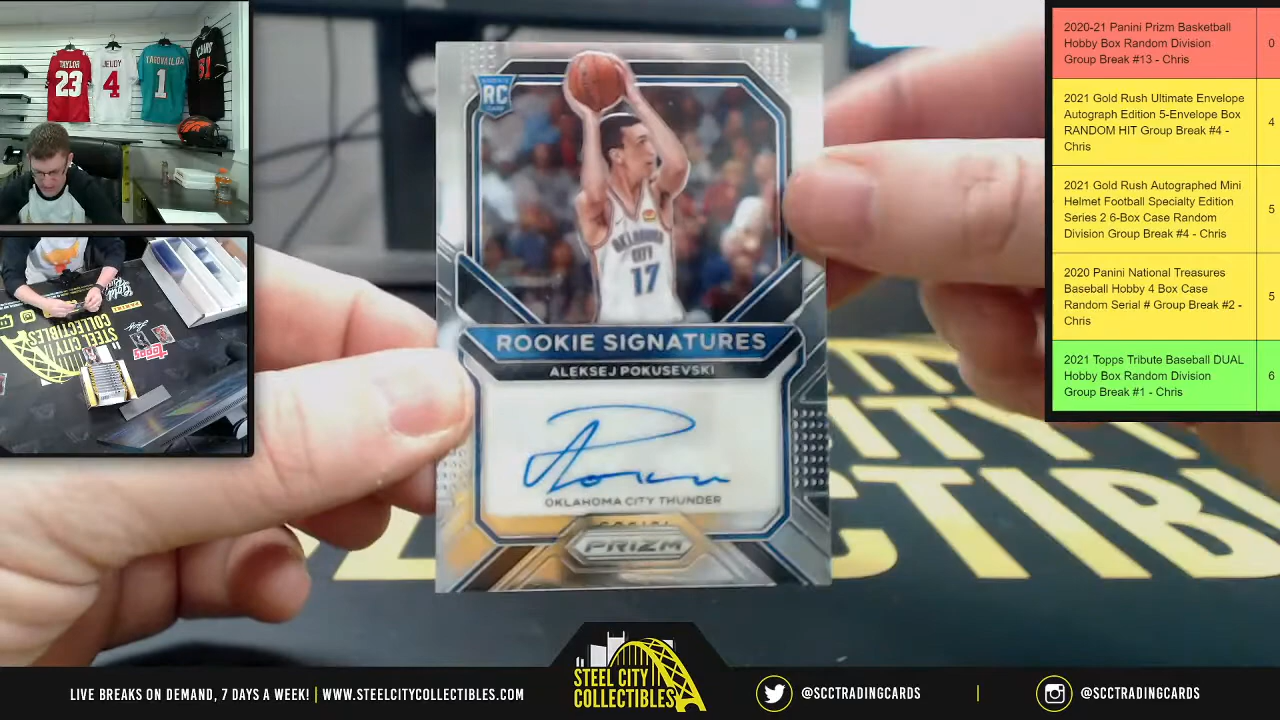 TAYLOR
23
JEUDY
4
TAGOVAILOA
1
STEEL CITY
COLLECTIBLES
Topps
ROOKIE
RC
OKLAHOMA
CITY
17
ROOKIE SIGNATURES
ALEKSEJ POKUSEVSKI
OKLAHOMA CITY THUNDER
PRIZM
2020-21 Panini Prizm Basketball
Hobby Box Random Division
Group Break #13 - Chris
0
2021 Gold Rush Ultimate Envelope
Autograph Edition 5-Envelope Box
RANDOM HIT Group Break #4 -
Chris
4
2021 Gold Rush Autographed Mini
Helmet Football Specialty Edition
Series 2 6-Box Case Random
Division Group Break #4 - Chris
5
2020 Panini National Treasures
Baseball Hobby 4 Box Case
Random Serial # Group Break #2 -
Chris
5
2021 Topps Tribute Baseball DUAL
Hobby Box Random Division
Group Break #1 - Chris
6
LIVE BREAKS ON DEMAND, 7 DAYS A WEEK! | WWW.STEELCITYCOLLECTIBLES.COM
STEEL CITY
COLLECTIBLES
@SCCTRADINGCARDS
@SCCTRADINGCARDS